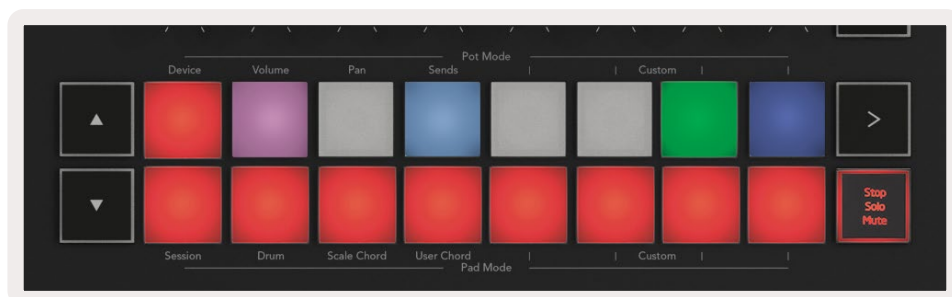 Pot Mode
Device Volume Pan Sends Custom
▲ >
▼ Stop
Solo
Mute
Session Drum Scale Chord User Chord Custom
Pad Mode